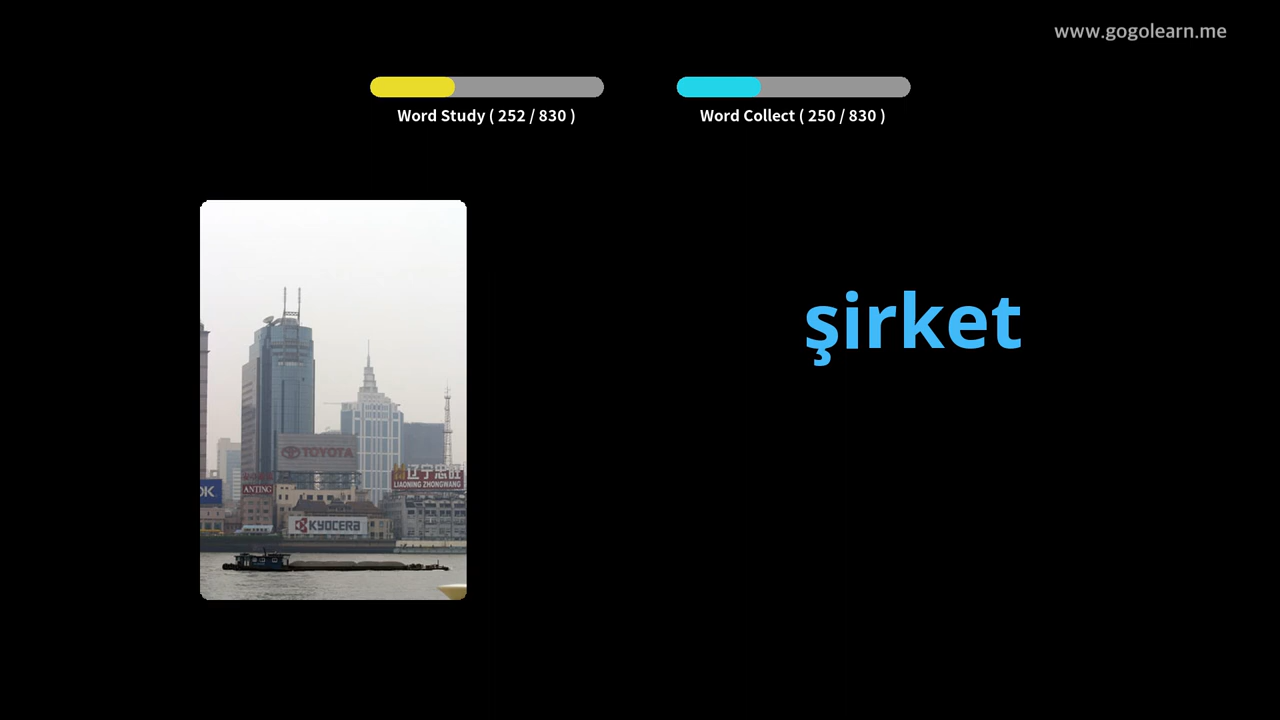 www.gogolearn.me
Word Study ( 252 / 830 )
Word Collect ( 250 / 830 )
şirket
TOYOTA
辽宁忠旺
LIAONING ZHONGWANG
OK
ANTING
KYOCERA